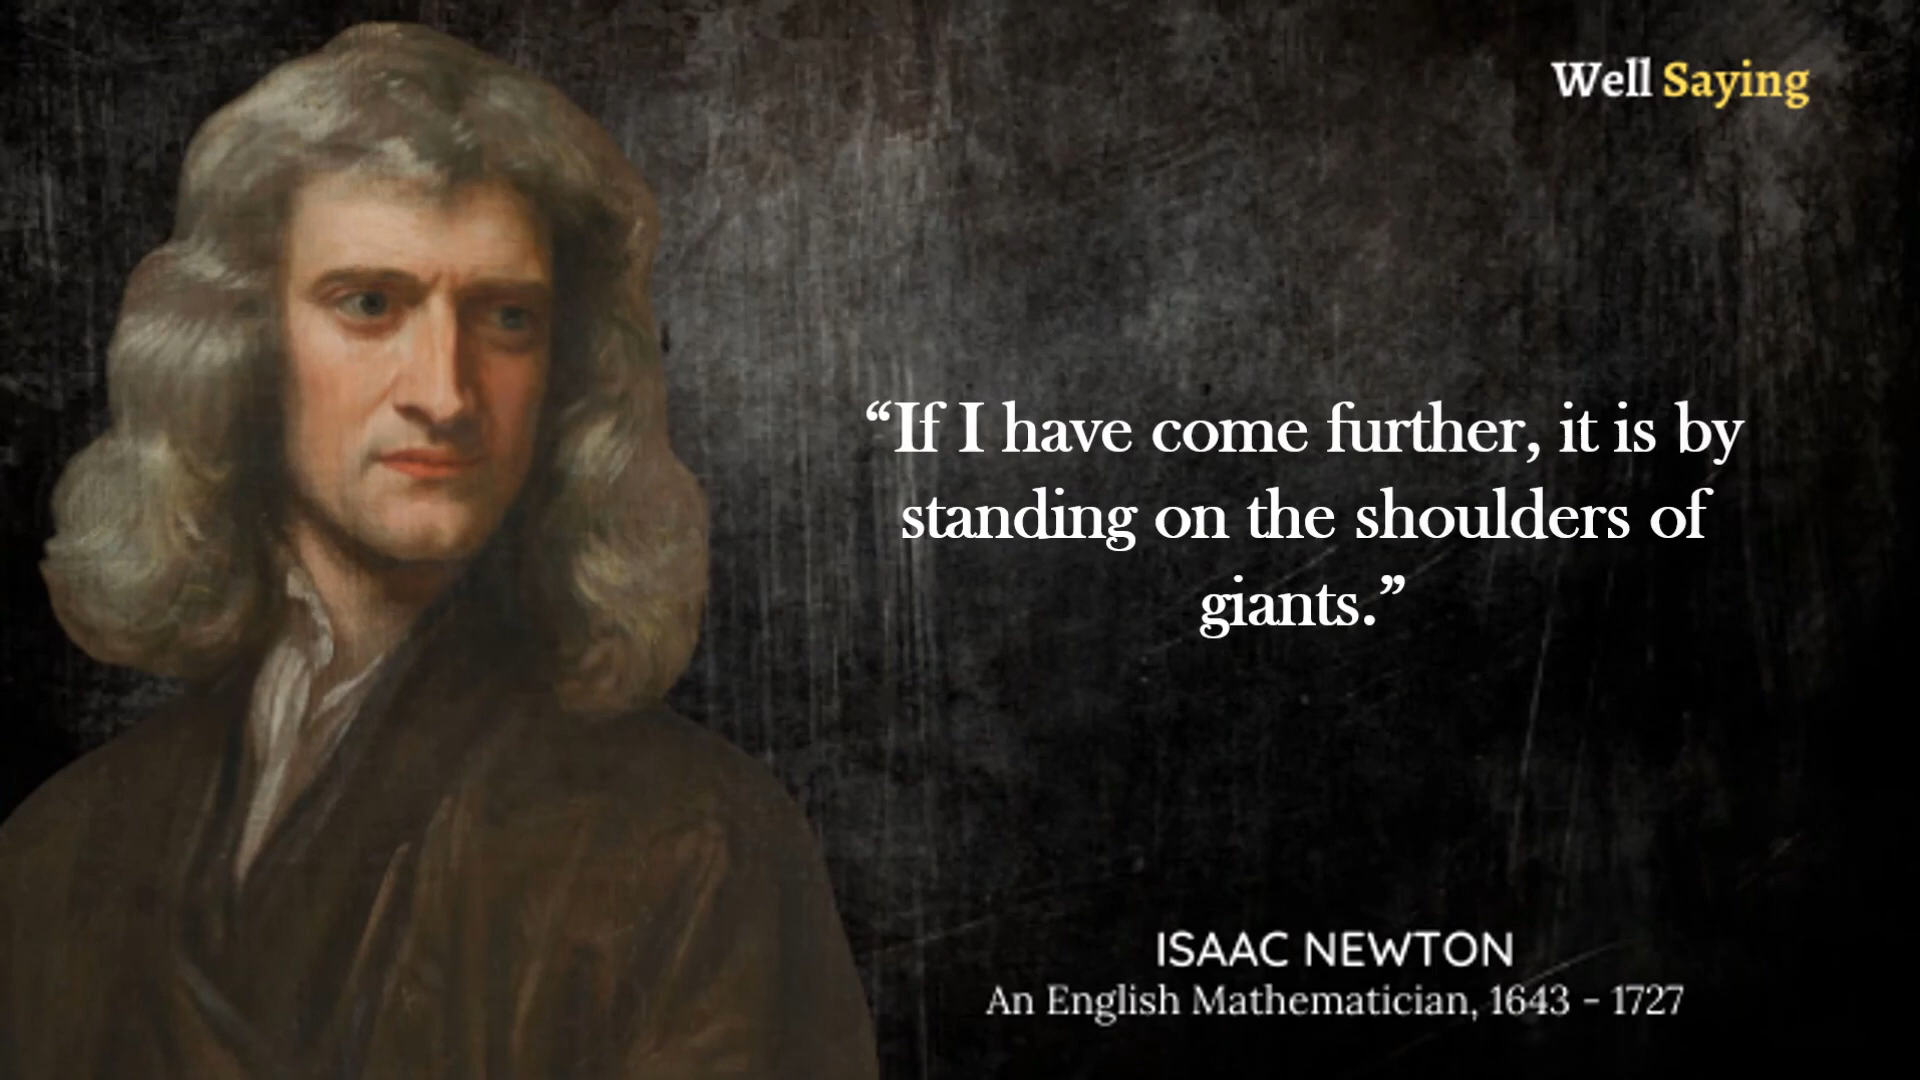 Well Saying
“If I have come further, it is by
standing on the shoulders of
giants.”
ISAAC NEWTON
An English Mathematician, 1643 - 1727